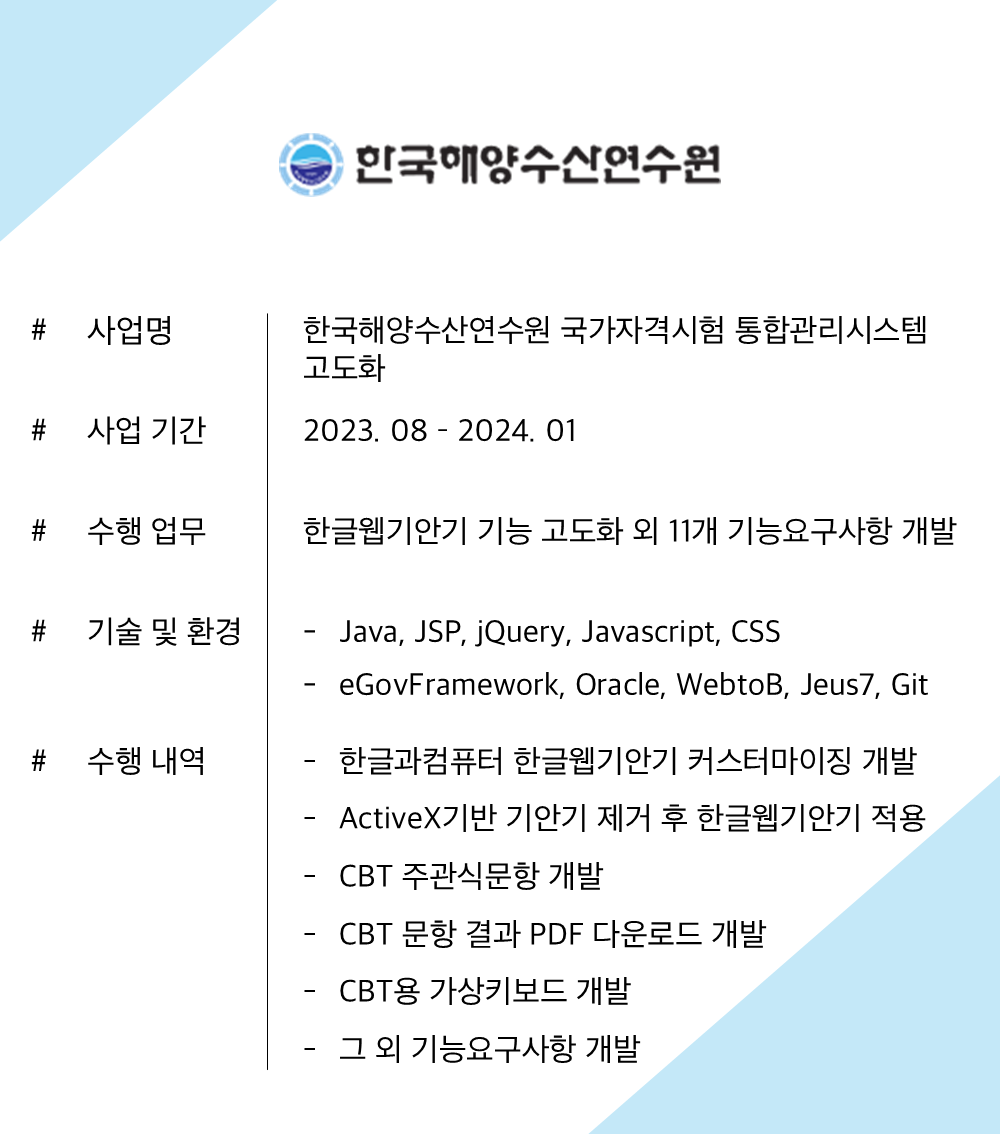 한국해양수산연수원
# 사업명 한국해양수산연수원 국가자격시험 통합관리시스템
고도화
# 사업 기간 2023. 08 - 2024. 01
# 수행 업무 한글웹기안기 기능 고도화 외 11개 기능요구사항 개발
# 기술 및 환경 - Java, JSP, jQuery, Javascript, CSS
- eGovFramework, Oracle, WebtoB, Jeus7, Git
# 수행 내역 - 한글과컴퓨터 한글웹기안기 커스터마이징 개발
- ActiveX기반 기안기 제거 후 한글웹기안기 적용
- CBT 주관식문항 개발
- CBT 문항 결과 PDF 다운로드 개발
- CBT용 가상키보드 개발
- 그 외 기능요구사항 개발